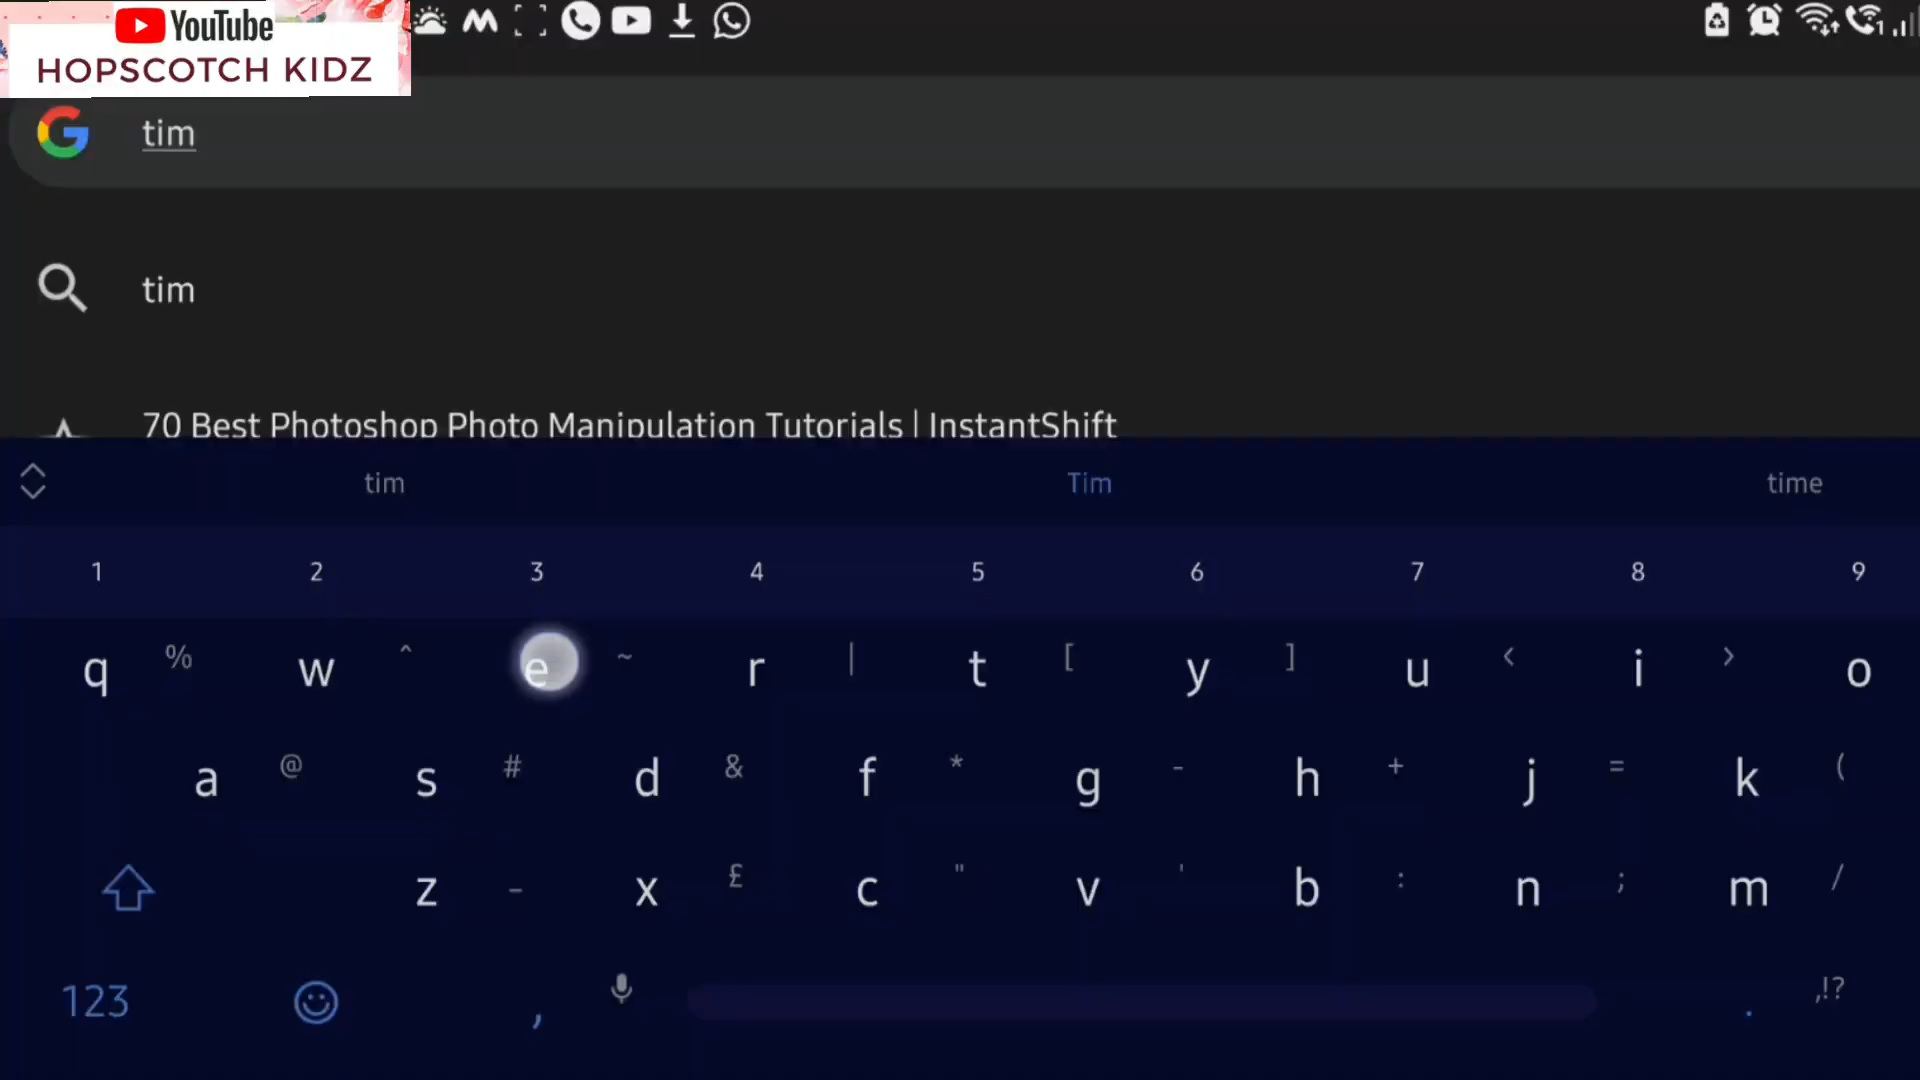 YouTube
HOPSCOTCH KIDZ
tim
tim
70 Best Photoshop Photo Manipulation Tutorials | InstantShift
tim Tim time
1 2 3 4 5 6 7 8 9
q % w ^ e ~ r | t [ y ] u < i > o
a @ s # d & f * g - h + j = k (
z - x £ c " v ' b : n ; m /
123 , . ,!?